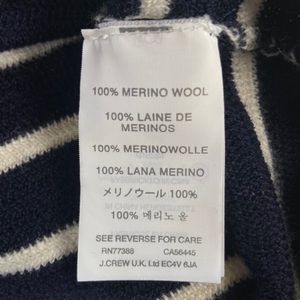 100% MERINO WOOL
100% LAINE DE
MERINOS
100% MERINOWOLLE
100% LANA MERINO
メリノウール 100%
100% 메리노 울
SEE REVERSE FOR CARE
RN77388 CA56445
J.CREW U.K. Ltd EC4V 6JA